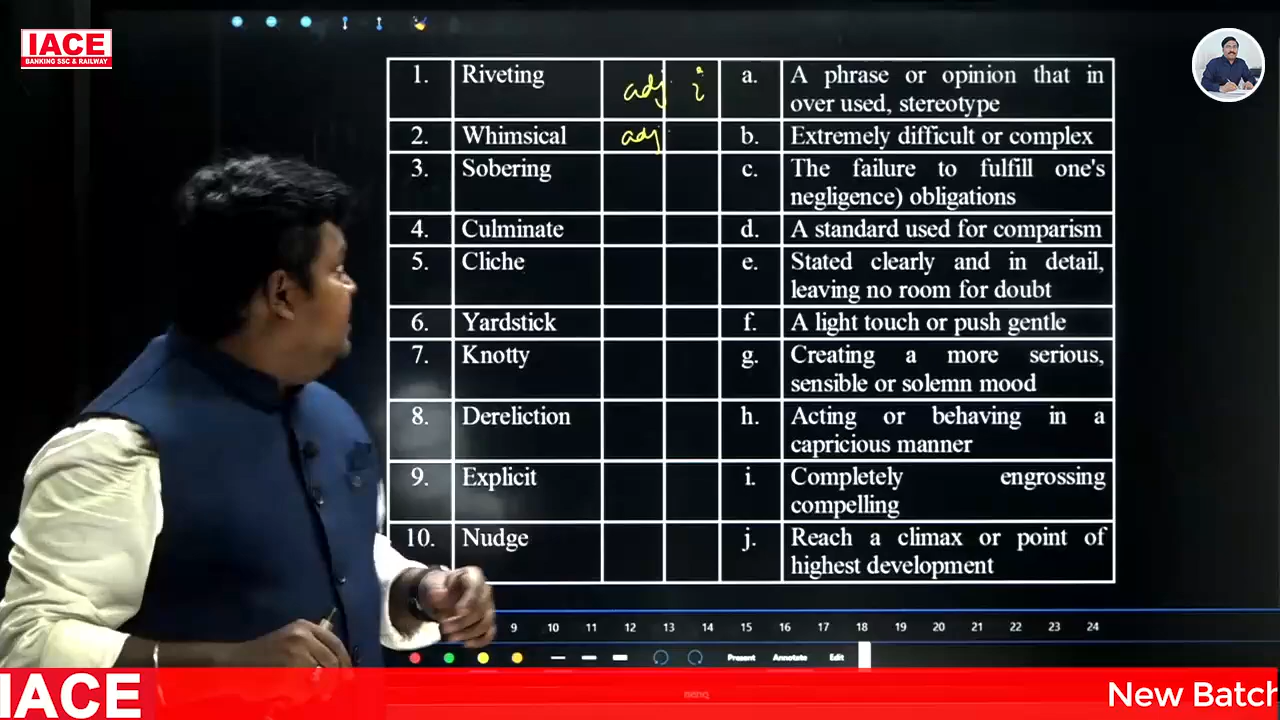 IACE
BANKING SSC & RAILWAY
1. Riveting adj i a. A phrase or opinion that in
over used, stereotype
2. Whimsical adj b. Extremely difficult or complex
3. Sobering c. The failure to fulfill one's
negligence) obligations
4. Culminate d. A standard used for comparism
5. Cliche e. Stated clearly and in detail,
leaving no room for doubt
6. Yardstick f. A light touch or push gentle
7. Knotty g. Creating a more serious,
sensible or solemn mood
8. Dereliction h. Acting or behaving in a
capricious manner
9. Explicit i. Completely engrossing
compelling
10. Nudge j. Reach a climax or point of
highest development
9 10 11 12 13 14 15 16 17 18 19 20 21 22 23 24
Present Annotate Edit
BenQ
IACE New Batch